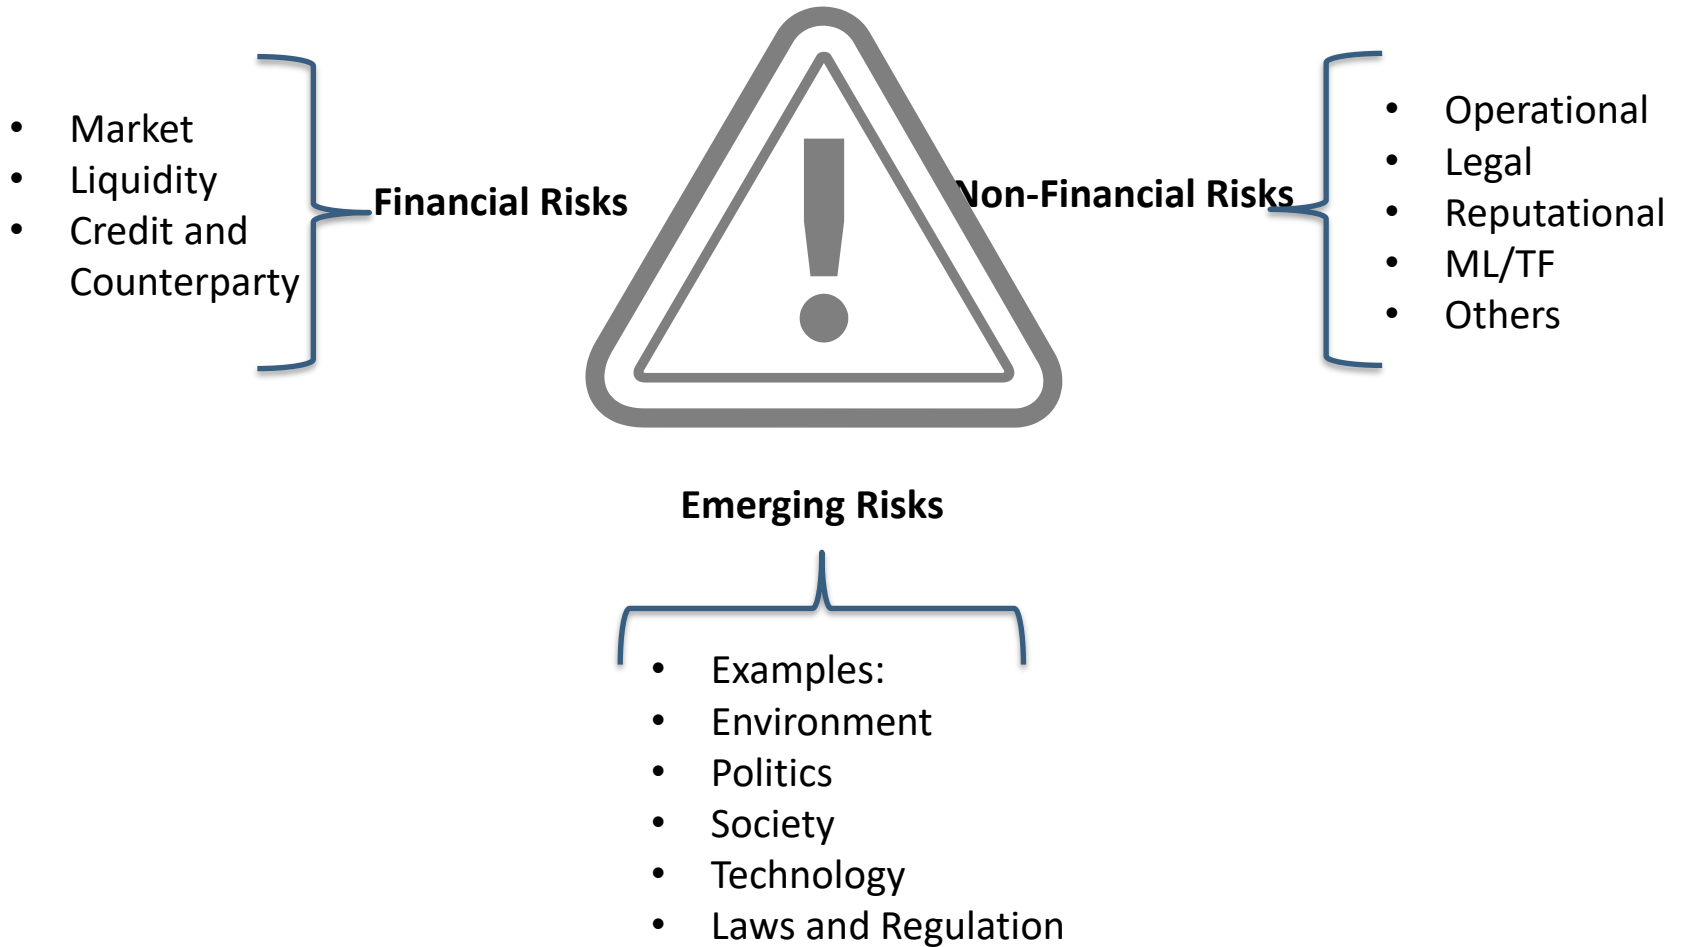 • Market
• Liquidity
• Credit and
Counterparty
Financial Risks
Non-Financial Risks
• Operational
• Legal
• Reputational
• ML/TF
• Others
Emerging Risks
• Examples:
• Environment
• Politics
• Society
• Technology
• Laws and Regulation